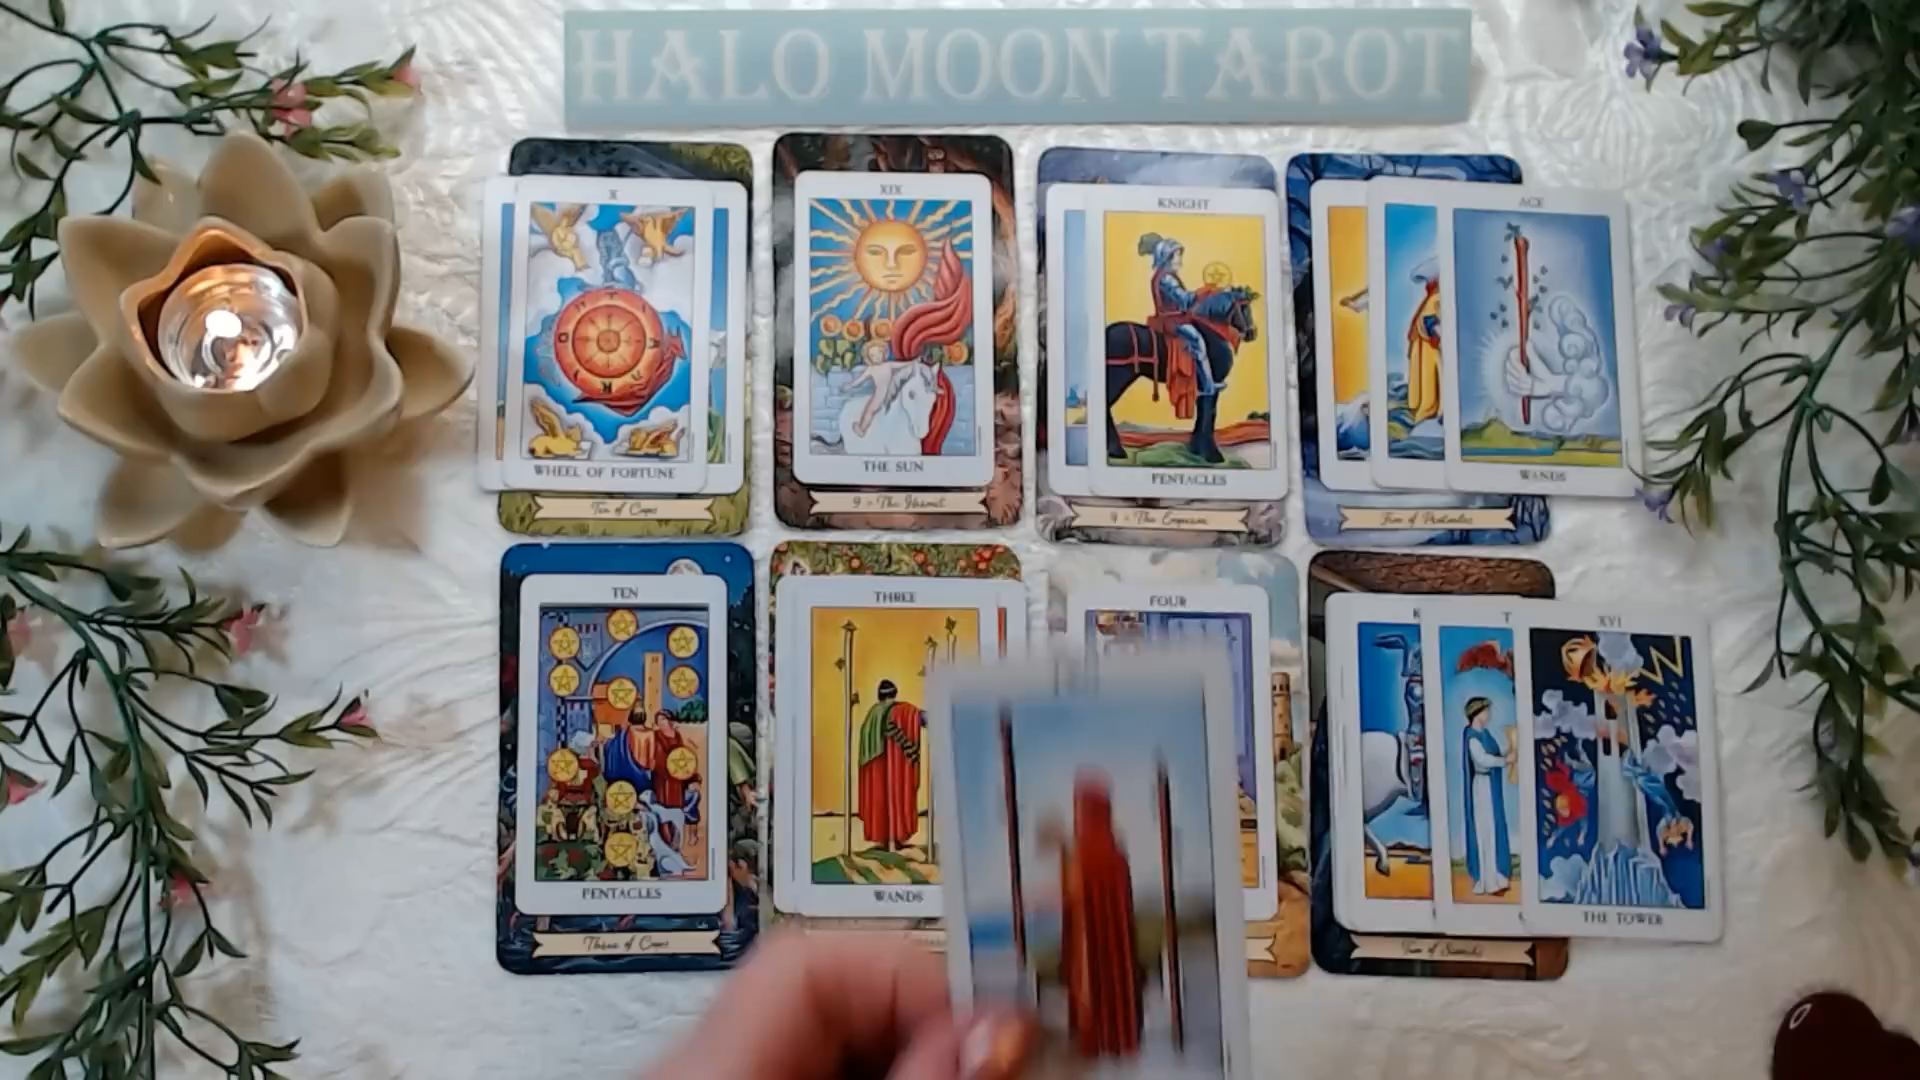 HALO MOON TAROT
X
WHEEL OF FORTUNE
Ten of Cups
XIX
THE SUN
9 - The Hermit
KNIGHT
PENTACLES
4 - The Emperor
ACE
WANDS
Five of Pentacles
TEN
PENTACLES
Three of Cups
THREE
WANDS
FOUR
K
T
XVI
THE TOWER
of Swords